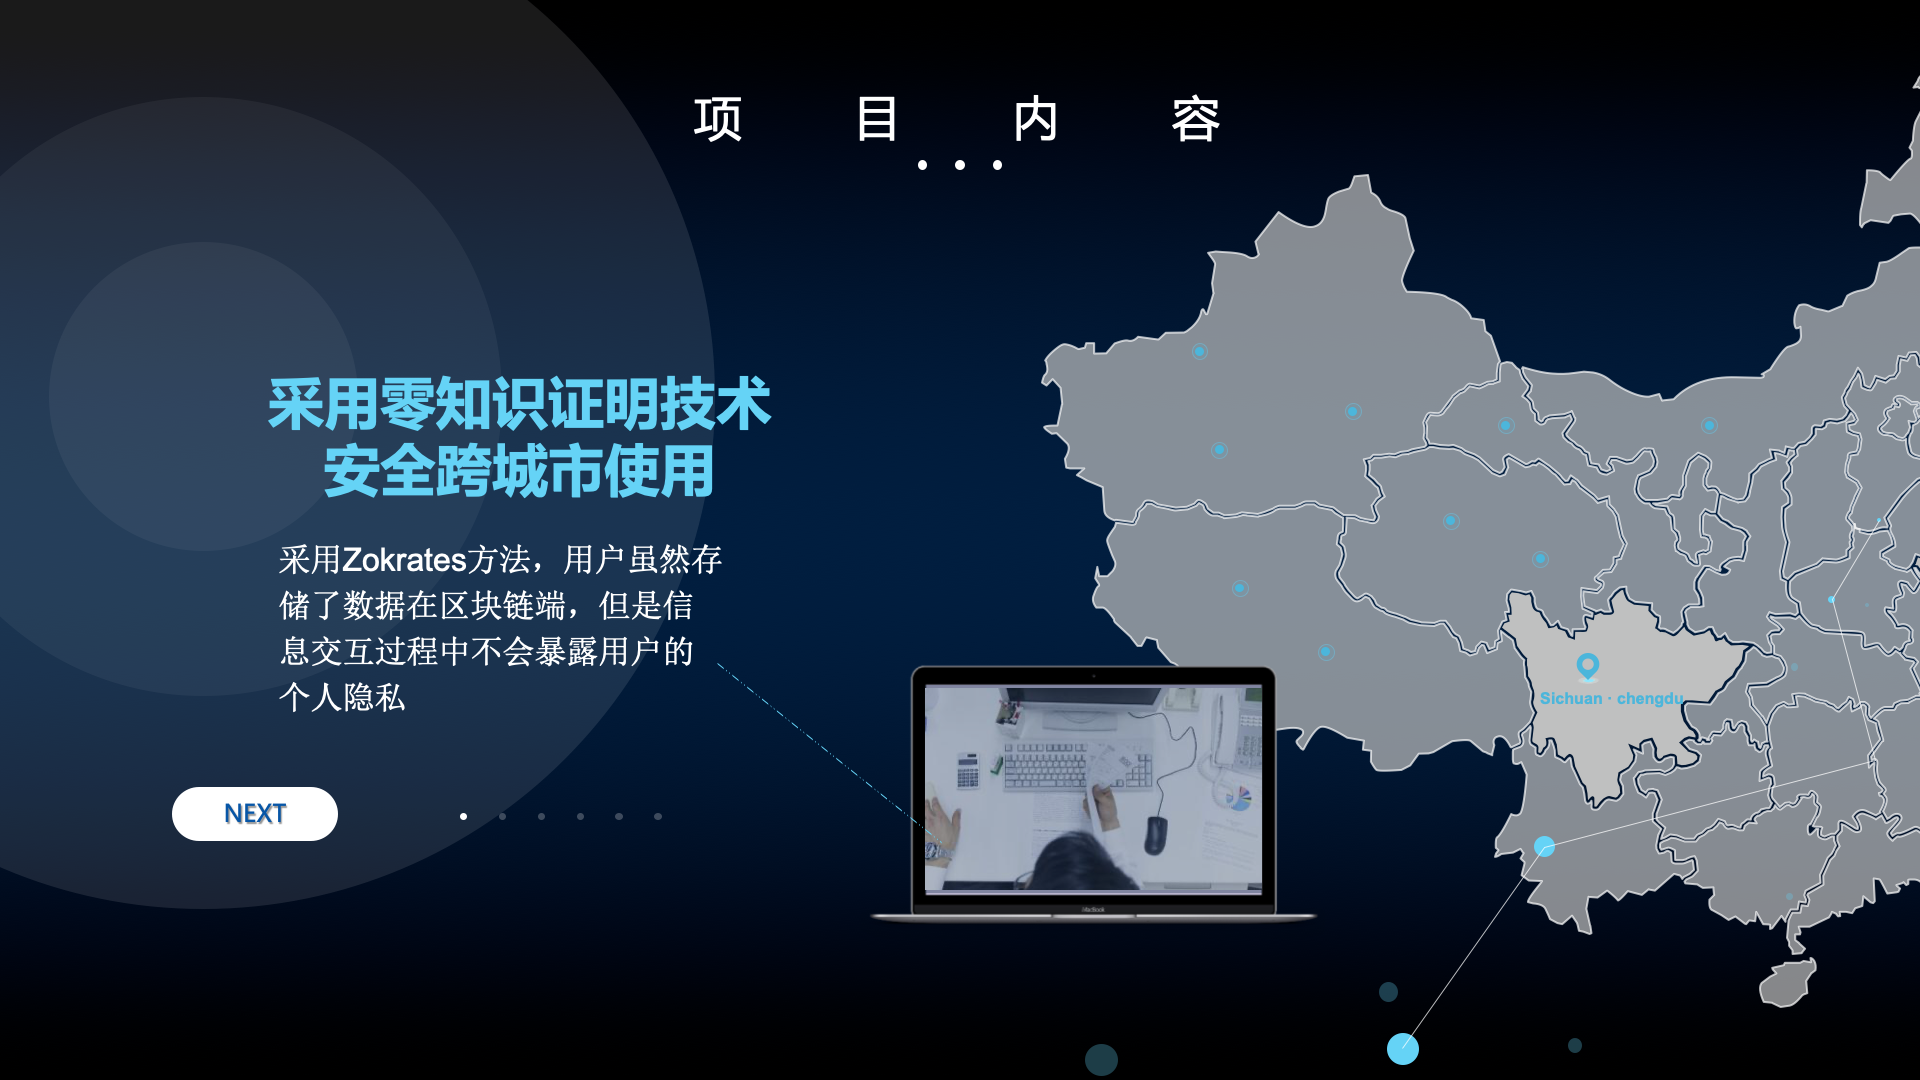 项 目 内 容
采用零知识证明技术
安全跨城市使用
采用Zokrates方法，用户虽然存
储了数据在区块链端，但是信
息交互过程中不会暴露用户的
个人隐私
NEXT
Sichuan · chengdu
MacBook